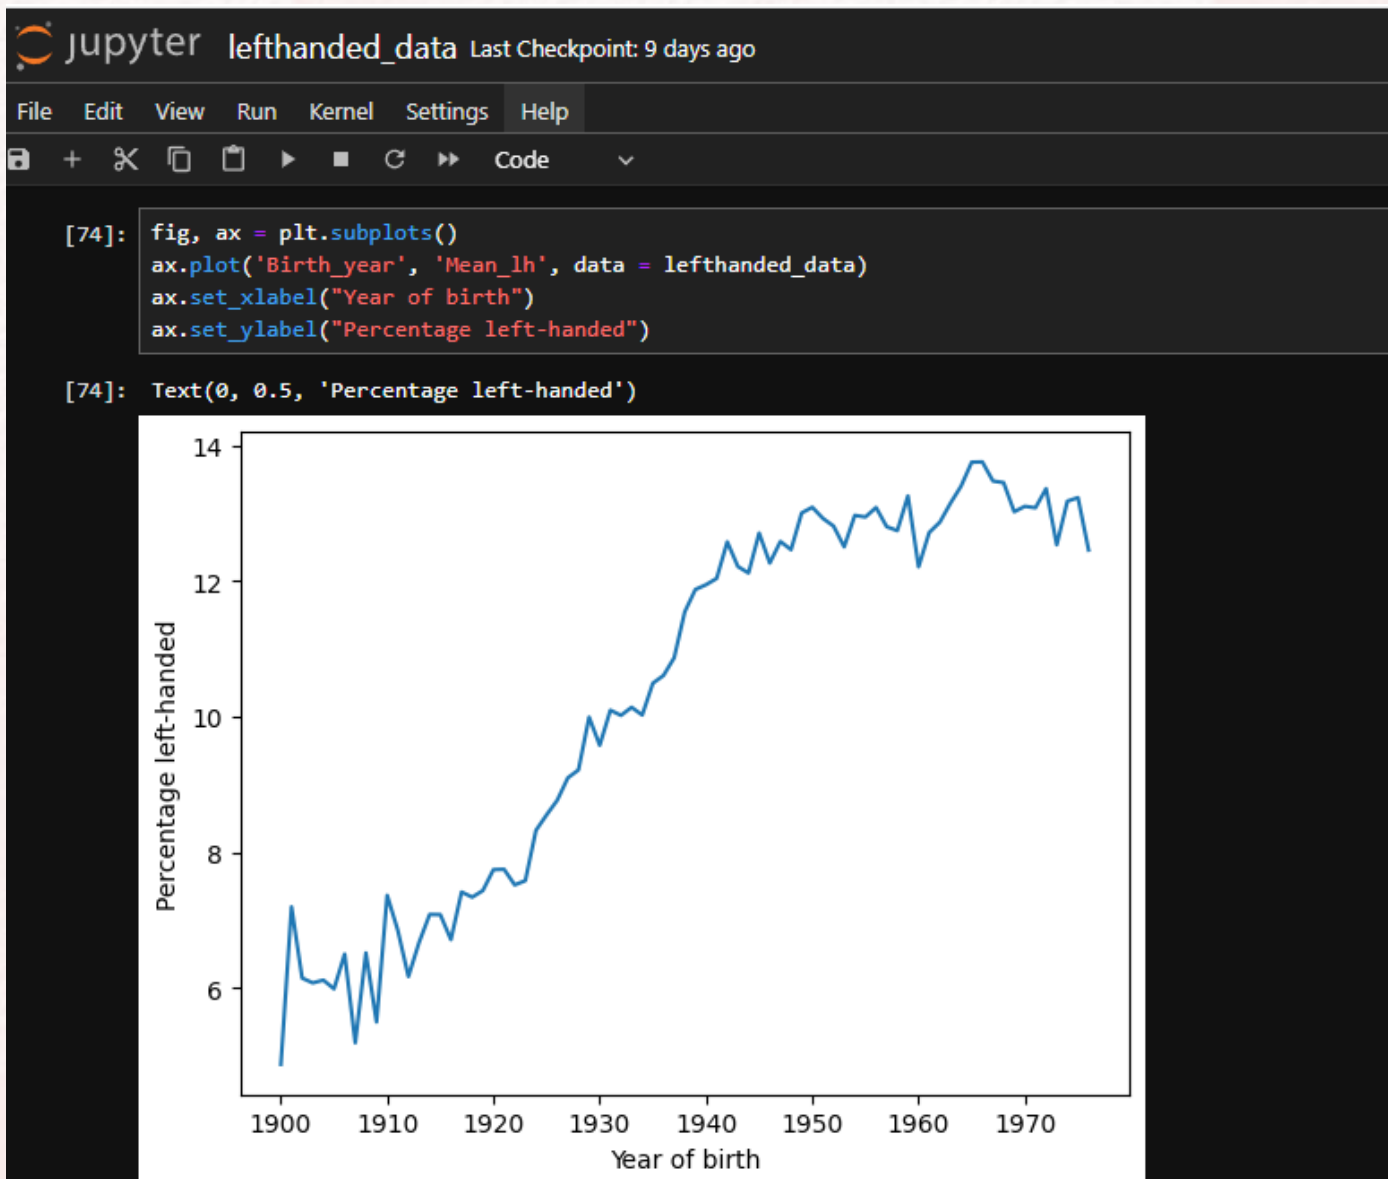 jupyter lefthanded_data Last Checkpoint: 9 days ago
File Edit View Run Kernel Settings Help
Code
[74]: fig, ax = plt.subplots()
ax.plot('Birth_year', 'Mean_lh', data = lefthanded_data)
ax.set_xlabel("Year of birth")
ax.set_ylabel("Percentage left-handed")
[74]: Text(0, 0.5, 'Percentage left-handed')
14
12
10
8
6
Percentage left-handed
1900 1910 1920 1930 1940 1950 1960 1970
Year of birth